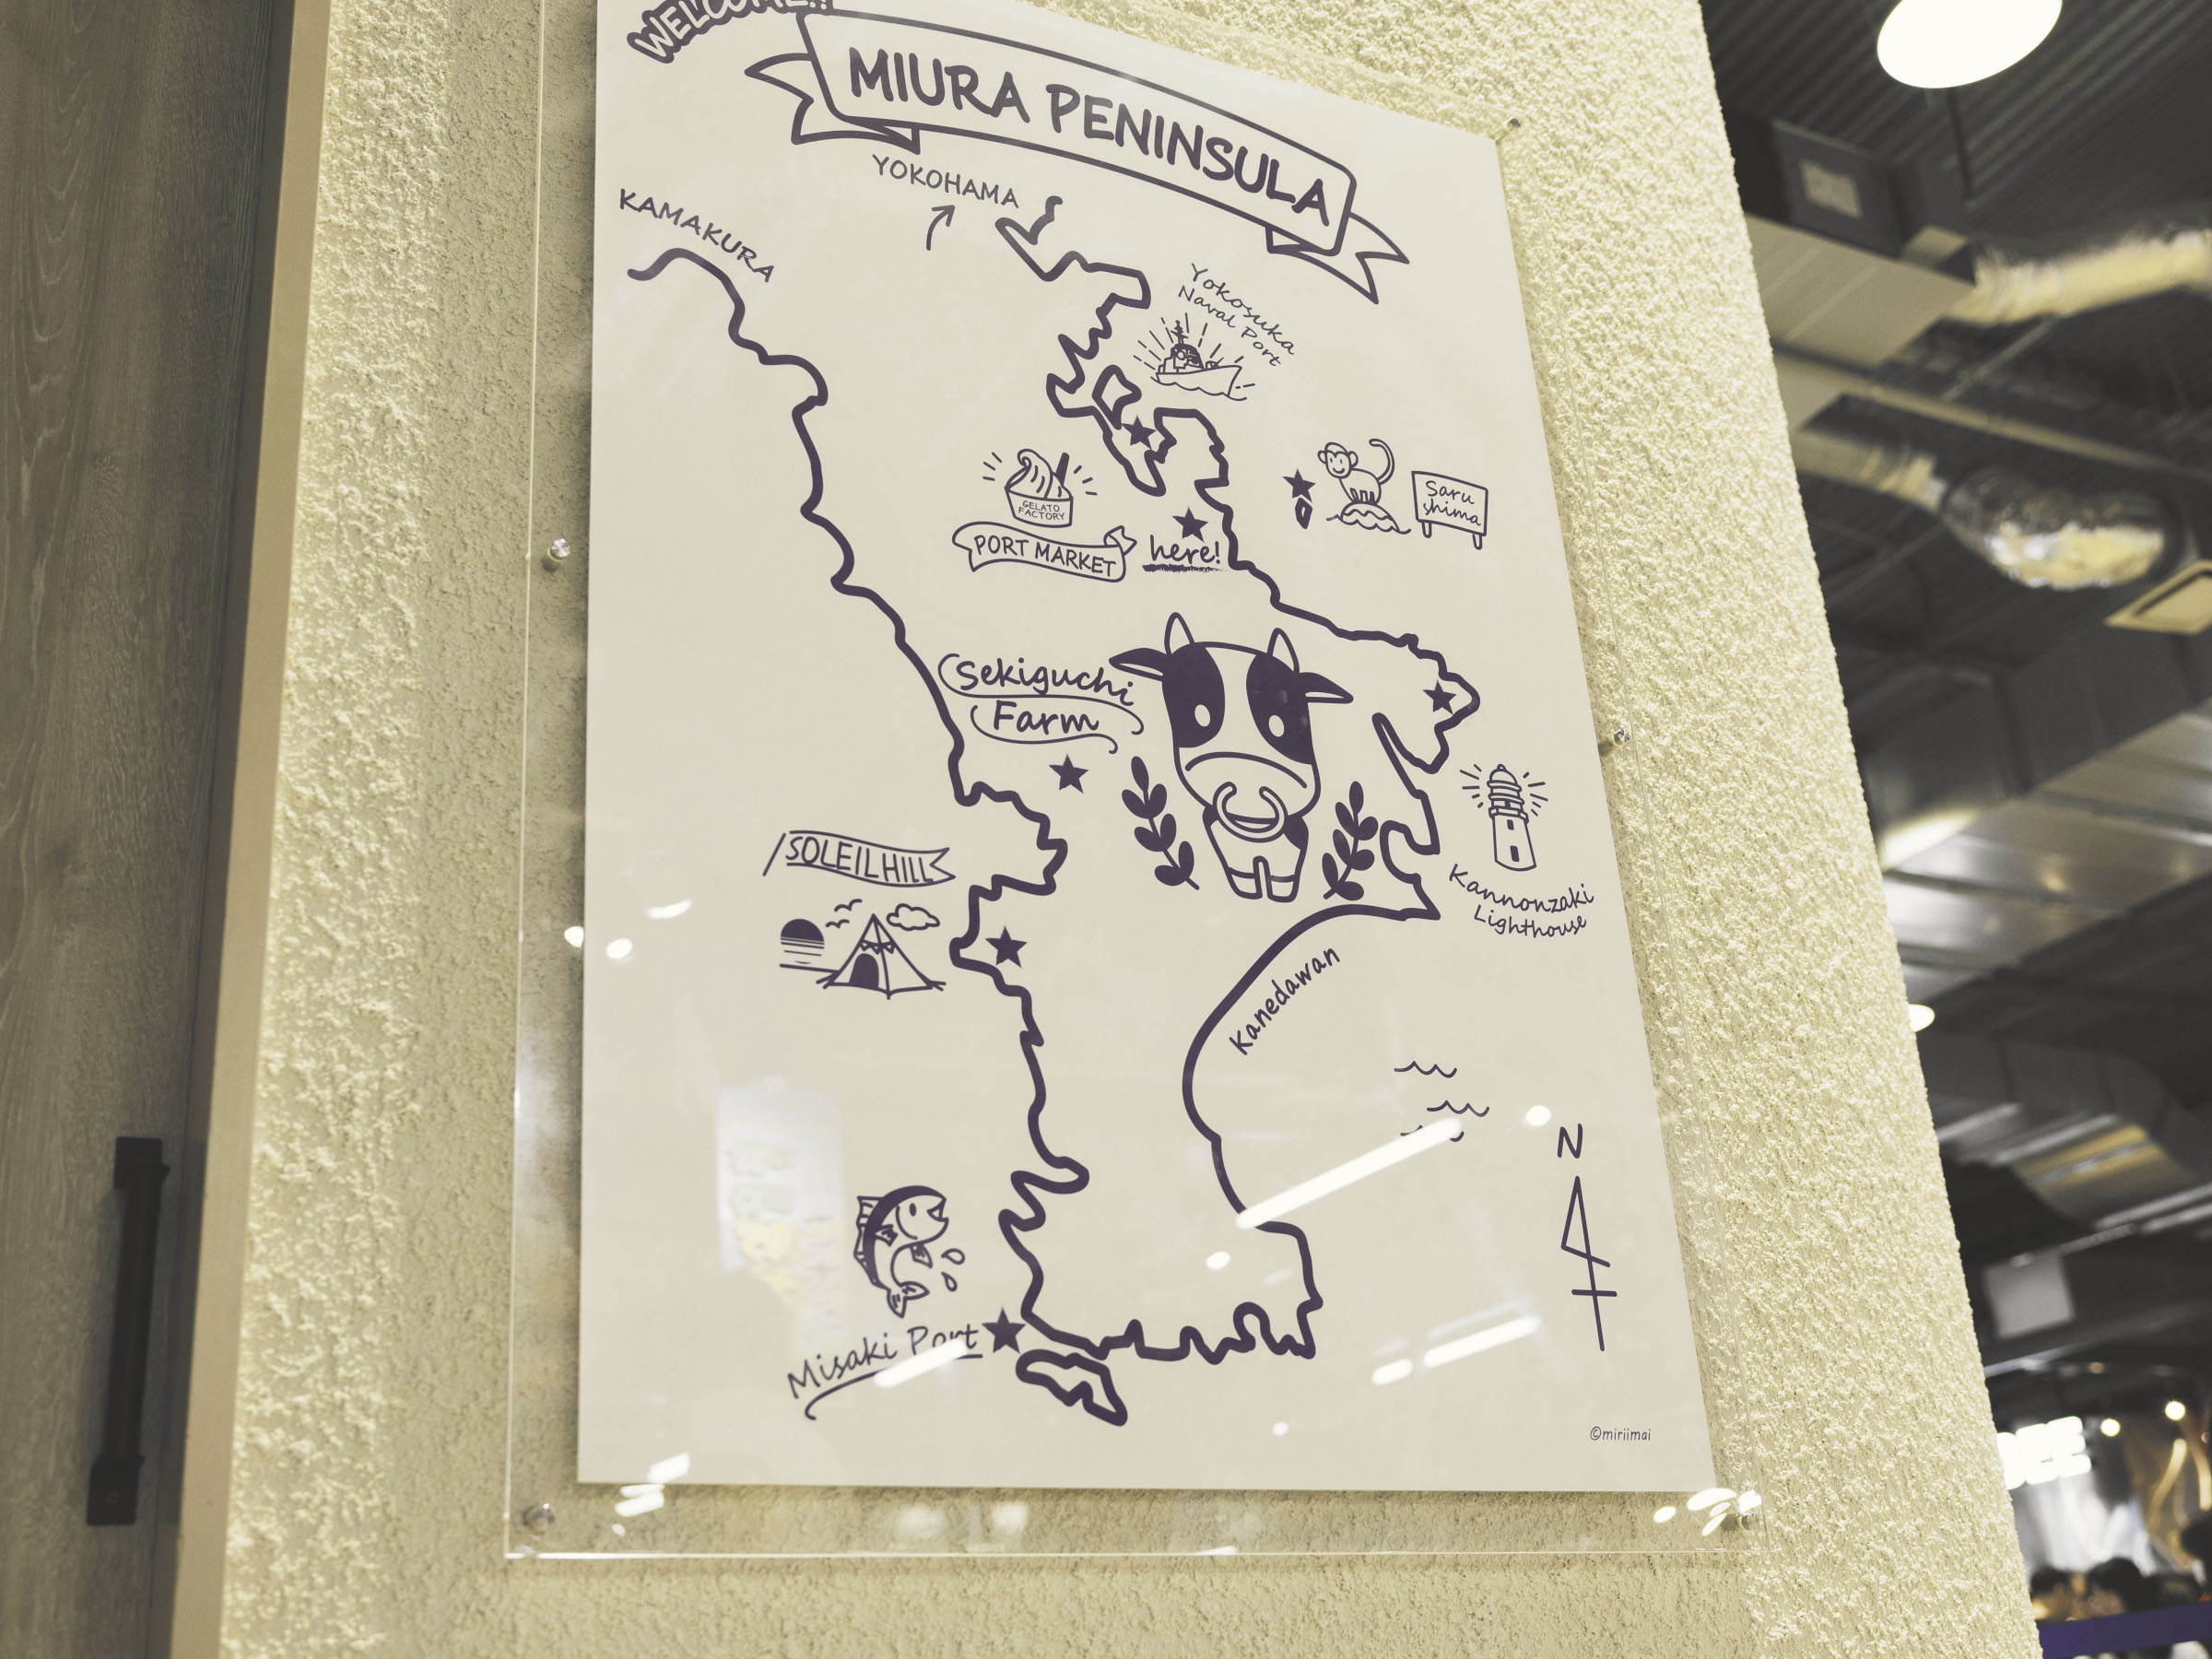 WELCOME!!
MIURA PENINSULA
YOKOHAMA
KAMAKURA
Yokosuka
Naval Port
GELATO
FACTORY
PORT MARKET
here!
Saru
shima
Sekiguchi
Farm
SOLEIL HILL
Kannonzaki
Lighthouse
Kanedawan
N
Misaki Port
©miriimai